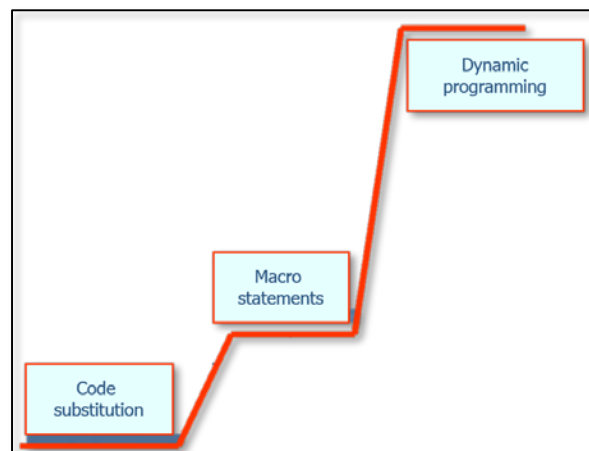 Dynamic
programming
Macro
statements
Code
substitution